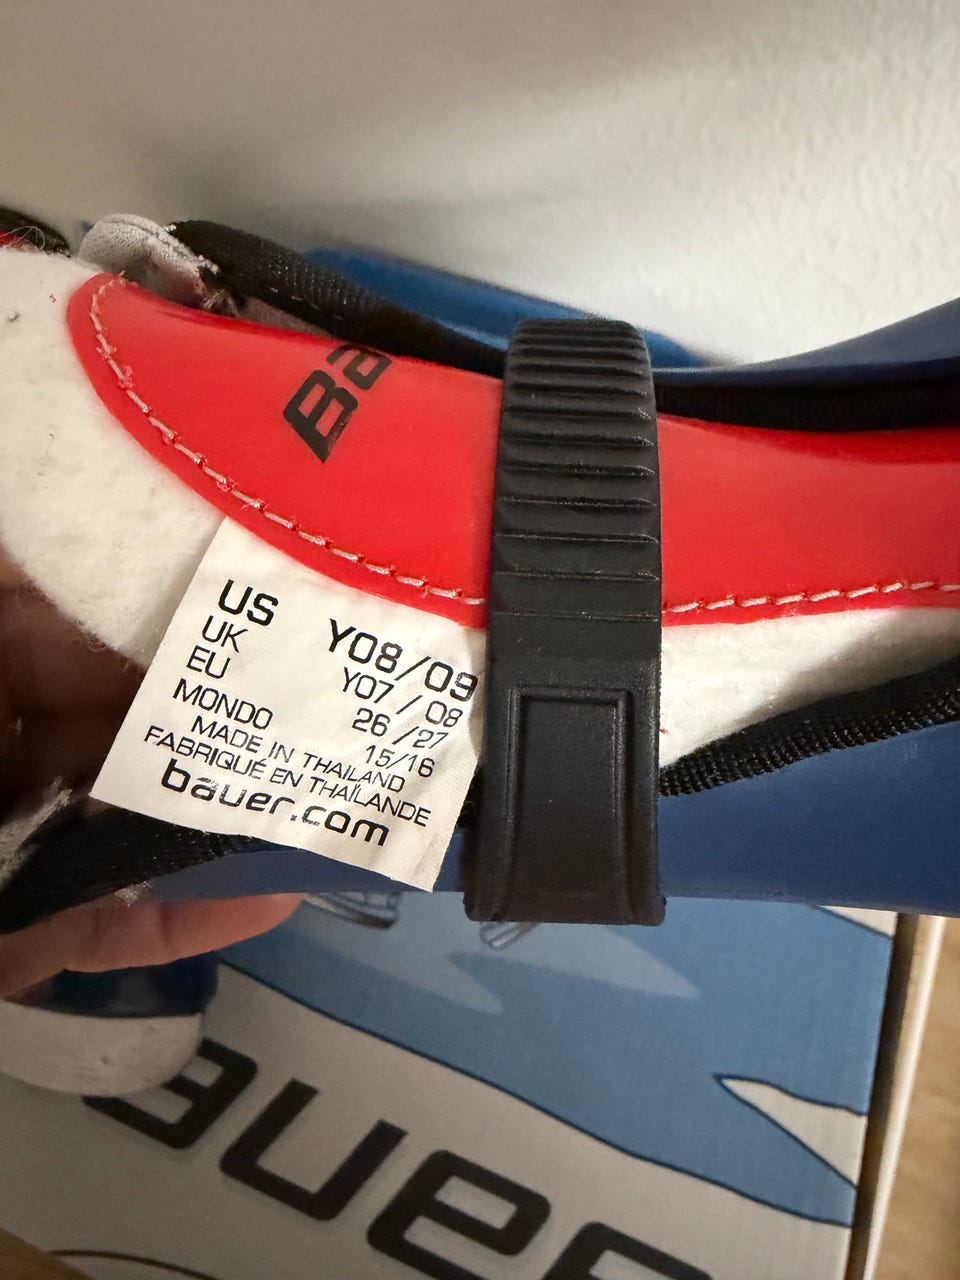 Ba
US Y08/09
UK Y07/08
EU 26/27
MONDO 15/16
MADE IN THAILAND
FABRIQUÉ EN THAÏLANDE
bauer.com
BAUER